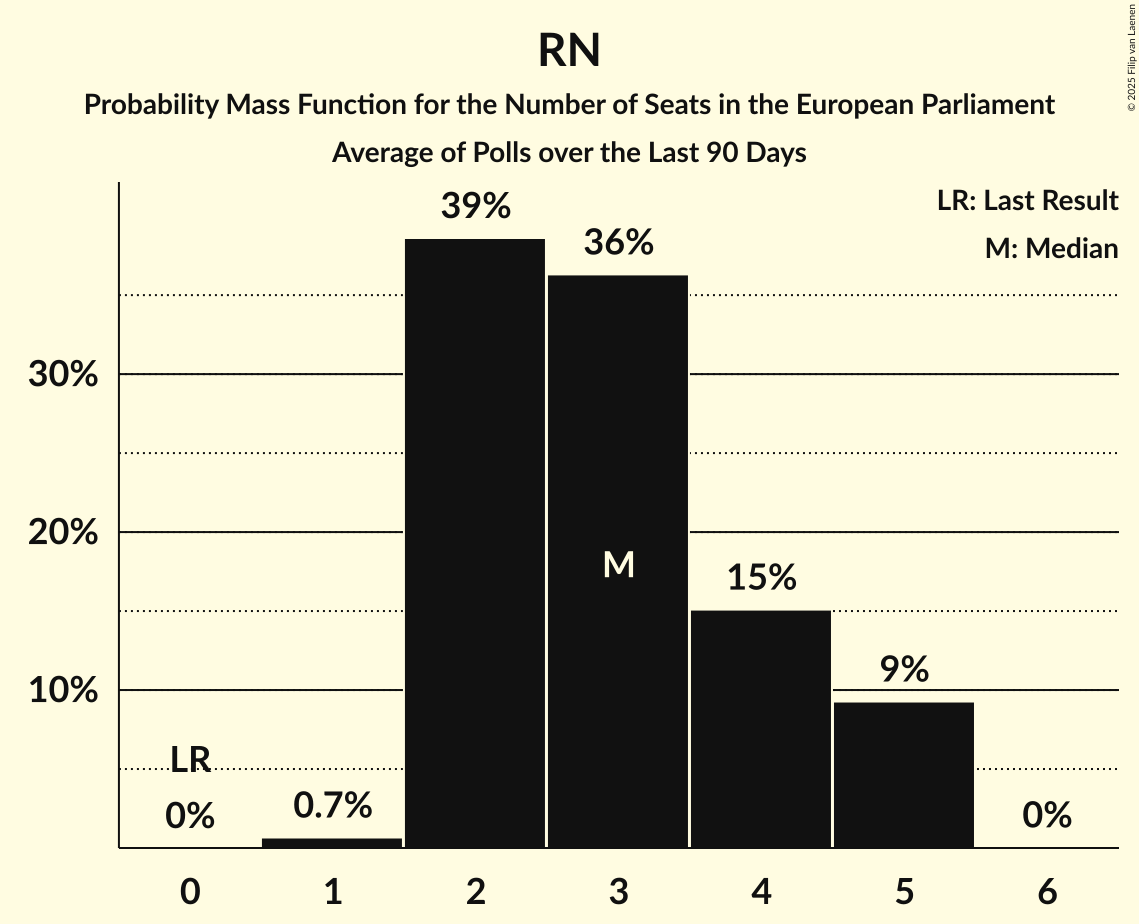 RN
Probability Mass Function for the Number of Seats in the European Parliament
Average of Polls over the Last 90 Days
© 2025 Filip van Laenen
LR: Last Result
M: Median
39%
36%
30%
M
20%
15%
9%
10%
LR
0%
0.7%
0%
0 1 2 3 4 5 6